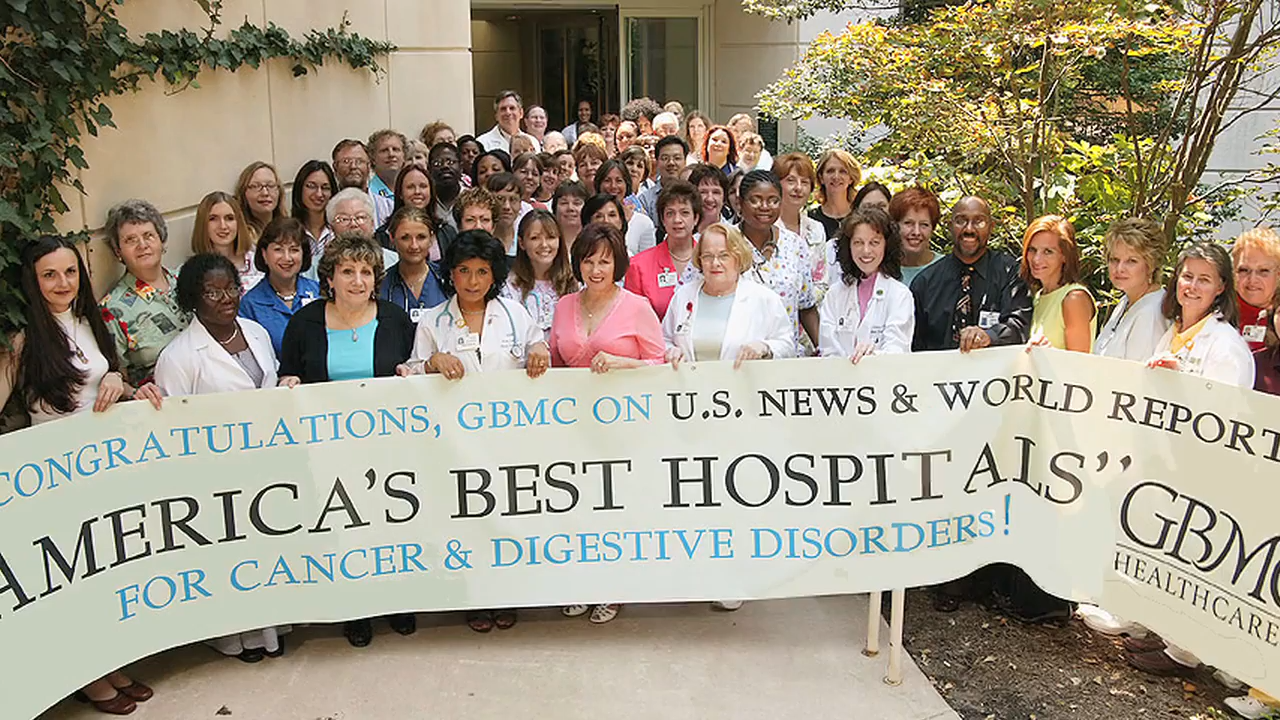 CONGRATULATIONS, GBMC ON U.S. NEWS & WORLD REPORT
AMERICA'S BEST HOSPITALS”
FOR CANCER & DIGESTIVE DISORDERS!
GBMC
HEALTHCARE